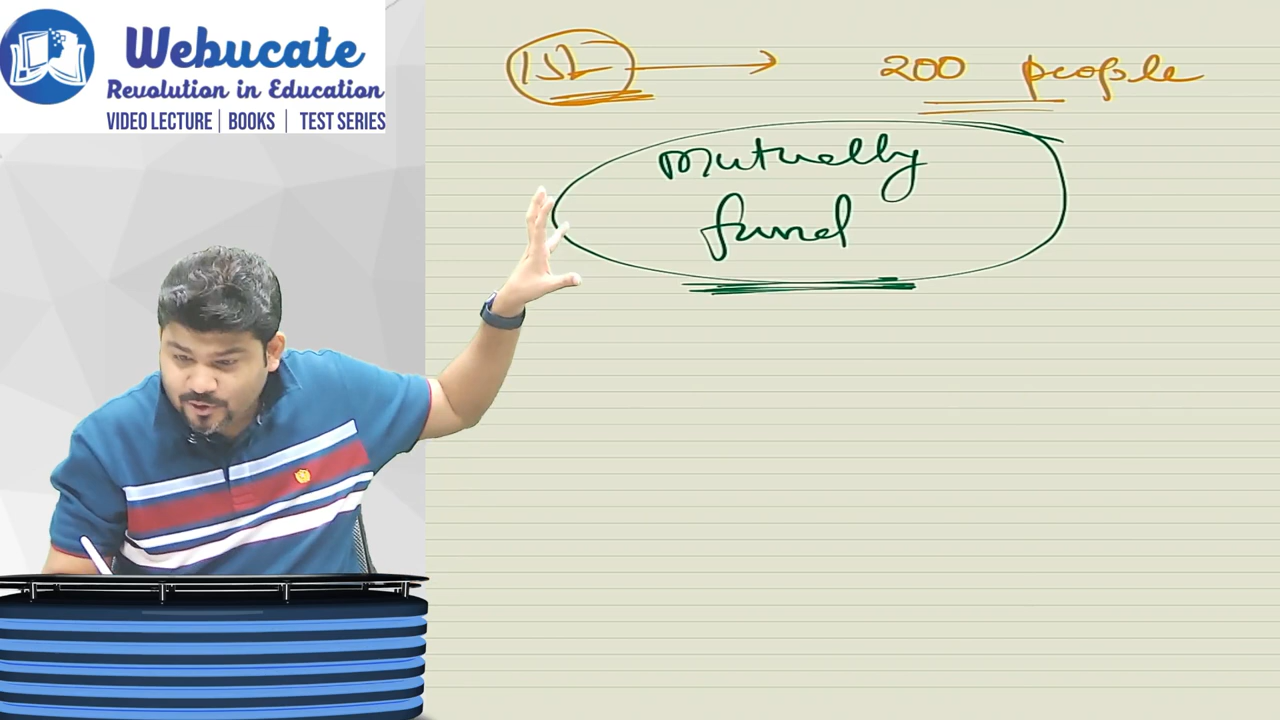 Webucate
Revolution in Education
VIDEO LECTURE | BOOKS | TEST SERIES
200 people
Mutually
fund